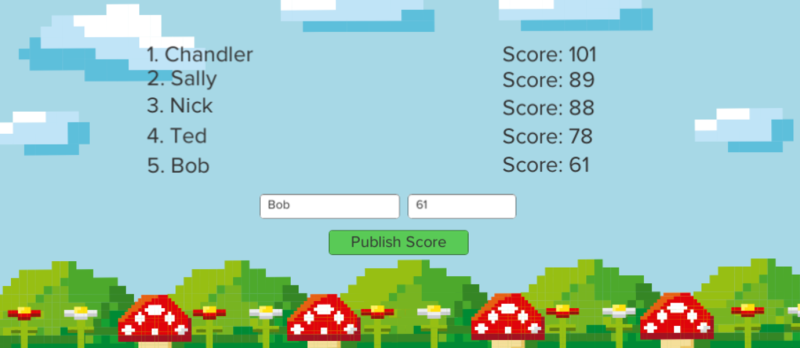 1. Chandler Score: 101
2. Sally Score: 89
3. Nick Score: 88
4. Ted Score: 78
5. Bob Score: 61
Bob 61
Publish Score